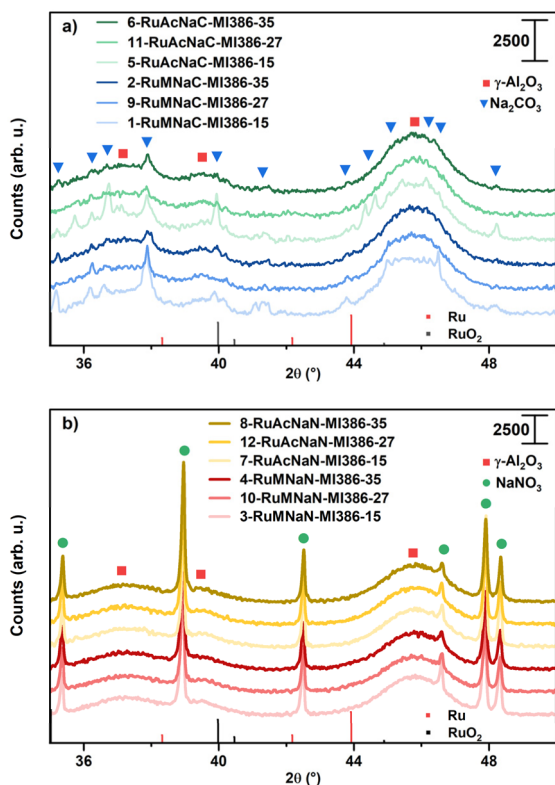 a)
6-RuAcNaC-MI386-35
11-RuAcNaC-MI386-27
5-RuAcNaC-MI386-15
2-RuMNaC-MI386-35
9-RuMNaC-MI386-27
1-RuMNaC-MI386-15
2500
γ-Al₂O₃
Na₂CO₃
Counts (arb. u.)
Ru
RuO₂
36 40 44 48
2θ (°)
b)
8-RuAcNaN-MI386-35
12-RuAcNaN-MI386-27
7-RuAcNaN-MI386-15
4-RuMNaN-MI386-35
10-RuMNaN-MI386-27
3-RuMNaN-MI386-15
2500
γ-Al₂O₃
NaNO₃
Counts (arb. u.)
Ru
RuO₂
36 40 44 48
2θ (°)